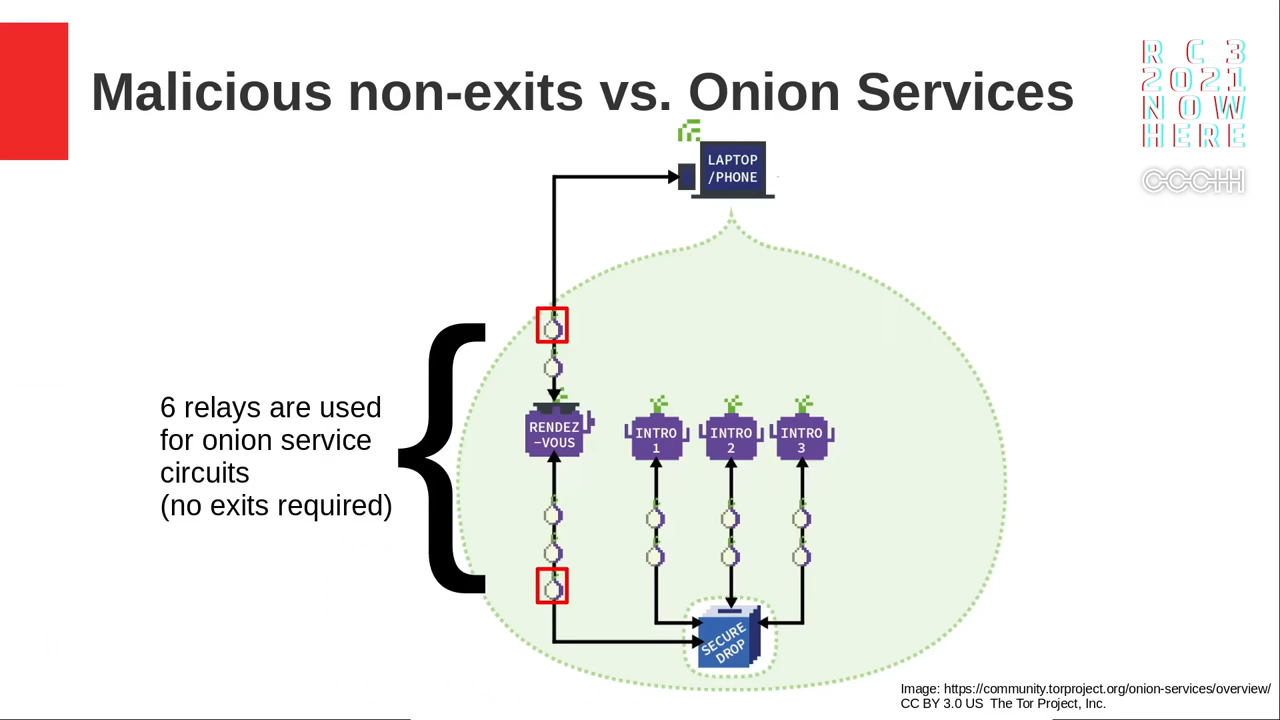 Malicious non-exits vs. Onion Services
R C 3
2021
NOW
HERE
CCCHH
LAPTOP
/PHONE
6 relays are used
for onion service
circuits
(no exits required)
{
RENDEZ
-VOUS
INTRO
1
INTRO
2
INTRO
3
SECURE
DROP
Image: https://community.torproject.org/onion-services/overview/
CC BY 3.0 US The Tor Project, Inc.